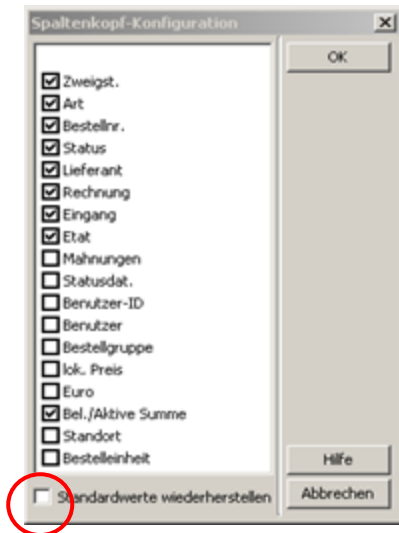 Spaltenkopf-Konfiguration
OK
Zweigst.
Art
Bestellnr.
Status
Lieferant
Rechnung
Eingang
Etat
Mahnungen
Statusdat.
Benutzer-ID
Benutzer
Bestellgruppe
lok. Preis
Euro
Bel./Aktive Summe
Standort
Bestelleinheit
Hilfe
Standardwerte wiederherstellen
Abbrechen